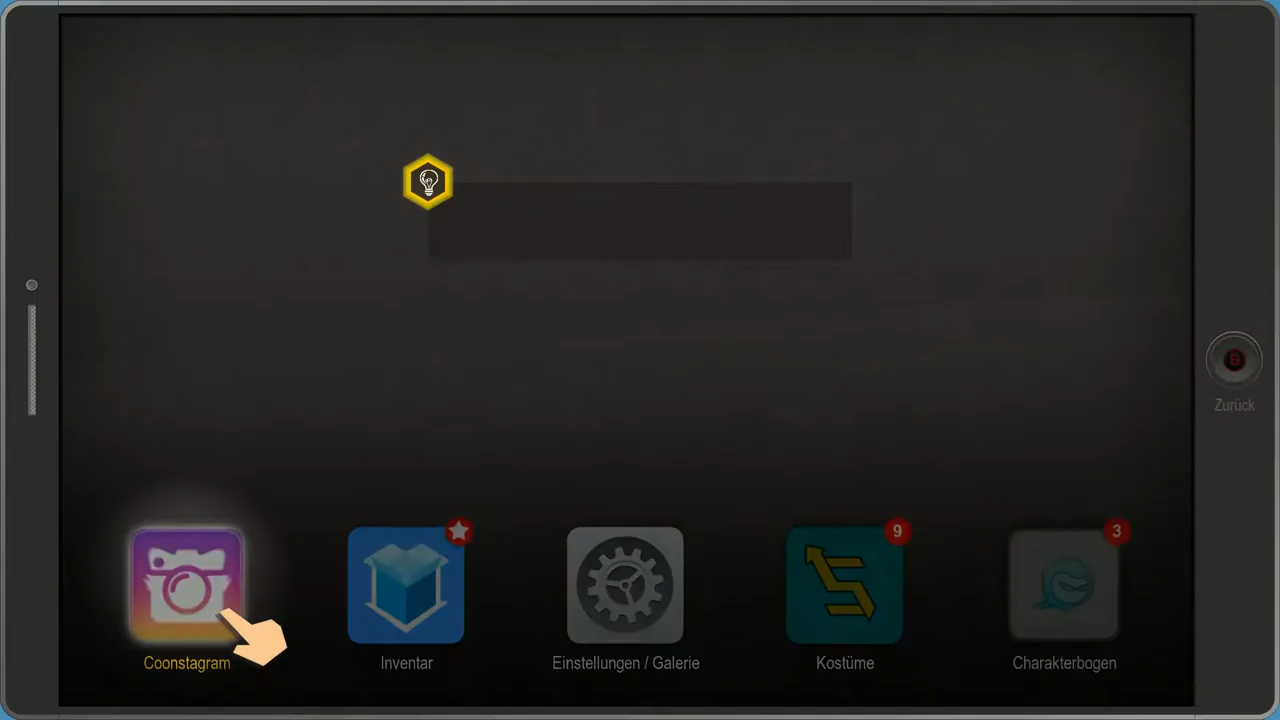 B
Zurück
9
3
Coonstagram
Inventar
Einstellungen / Galerie
Kostüme
Charakterbogen